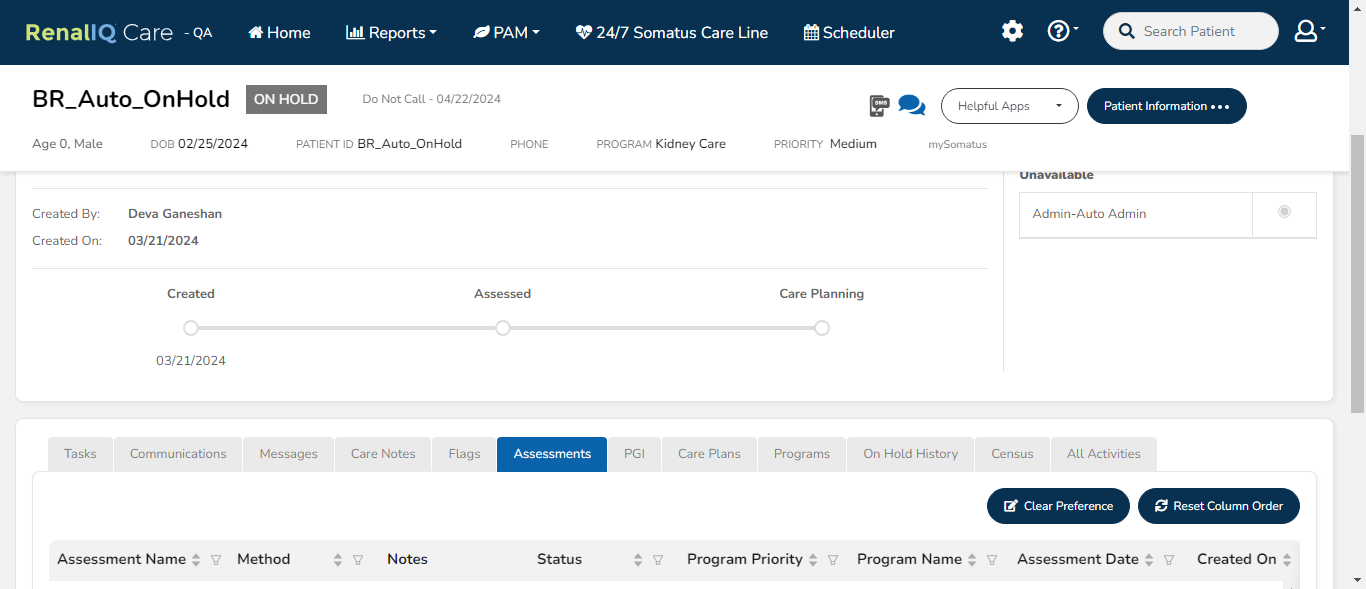 RenalIQ Care - QA Home Reports PAM 24/7 Somatus Care Line Scheduler Search Patient
BR_Auto_OnHold ON HOLD Do Not Call - 04/22/2024 SMS Helpful Apps Patient Information
Age 0, Male DOB 02/25/2024 PATIENT ID BR_Auto_OnHold PHONE PROGRAM Kidney Care PRIORITY Medium mySomatus
Unavailable
Created By: Deva Ganeshan Admin-Auto Admin
Created On: 03/21/2024
Created Assessed Care Planning
03/21/2024
Tasks Communications Messages Care Notes Flags Assessments PGI Care Plans Programs On Hold History Census All Activities
Clear Preference Reset Column Order
Assessment Name Method Notes Status Program Priority Program Name Assessment Date Created On